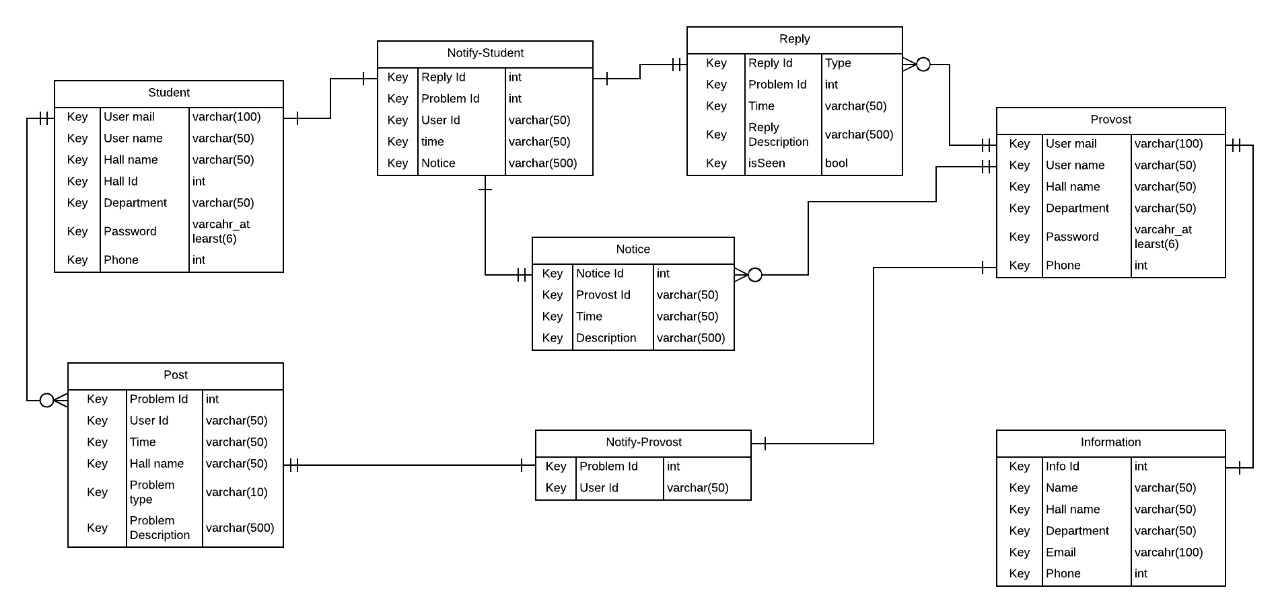 Student
Key User mail varchar(100)
Key User name varchar(50)
Key Hall name varchar(50)
Key Hall Id int
Key Department varchar(50)
Key Password varcahr_at
learst(6)
Key Phone int
Notify-Student
Key Reply Id int
Key Problem Id int
Key User Id varchar(50)
Key time varchar(50)
Key Notice varchar(500)
Reply
Key Reply Id Type
Key Problem Id int
Key Time varchar(50)
Key Reply
Description varchar(500)
Key isSeen bool
Provost
Key User mail varchar(100)
Key User name varchar(50)
Key Hall name varchar(50)
Key Department varchar(50)
Key Password varcahr_at
learst(6)
Key Phone int
Notice
Key Notice Id int
Key Provost Id varchar(50)
Key Time varchar(50)
Key Description varchar(500)
Post
Key Problem Id int
Key User Id varchar(50)
Key Time varchar(50)
Key Hall name varchar(50)
Key Problem
type varchar(10)
Key Problem
Description varchar(500)
Notify-Provost
Key Problem Id int
Key User Id varchar(50)
Information
Key Info Id int
Key Name varchar(50)
Key Hall name varchar(50)
Key Department varchar(50)
Key Email varcahr(100)
Key Phone int